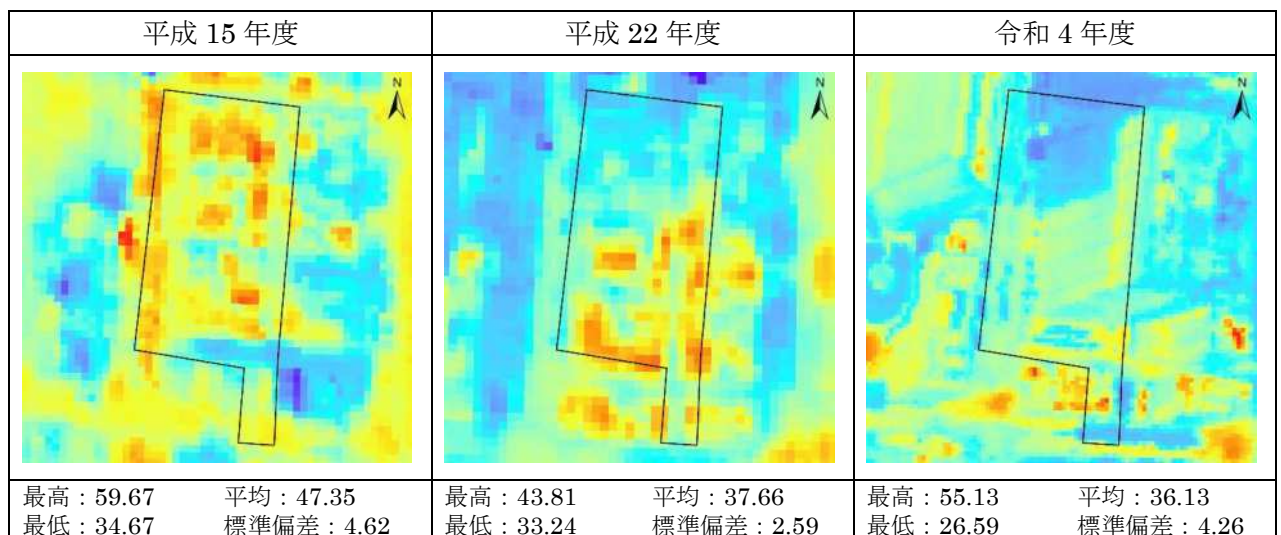 平成 15 年度
平成 22 年度
令和 4 年度
N
N
N
最高：59.67 平均：47.35
最低：34.67 標準偏差：4.62
最高：43.81 平均：37.66
最低：33.24 標準偏差：2.59
最高：55.13 平均：36.13
最低：26.59 標準偏差：4.26